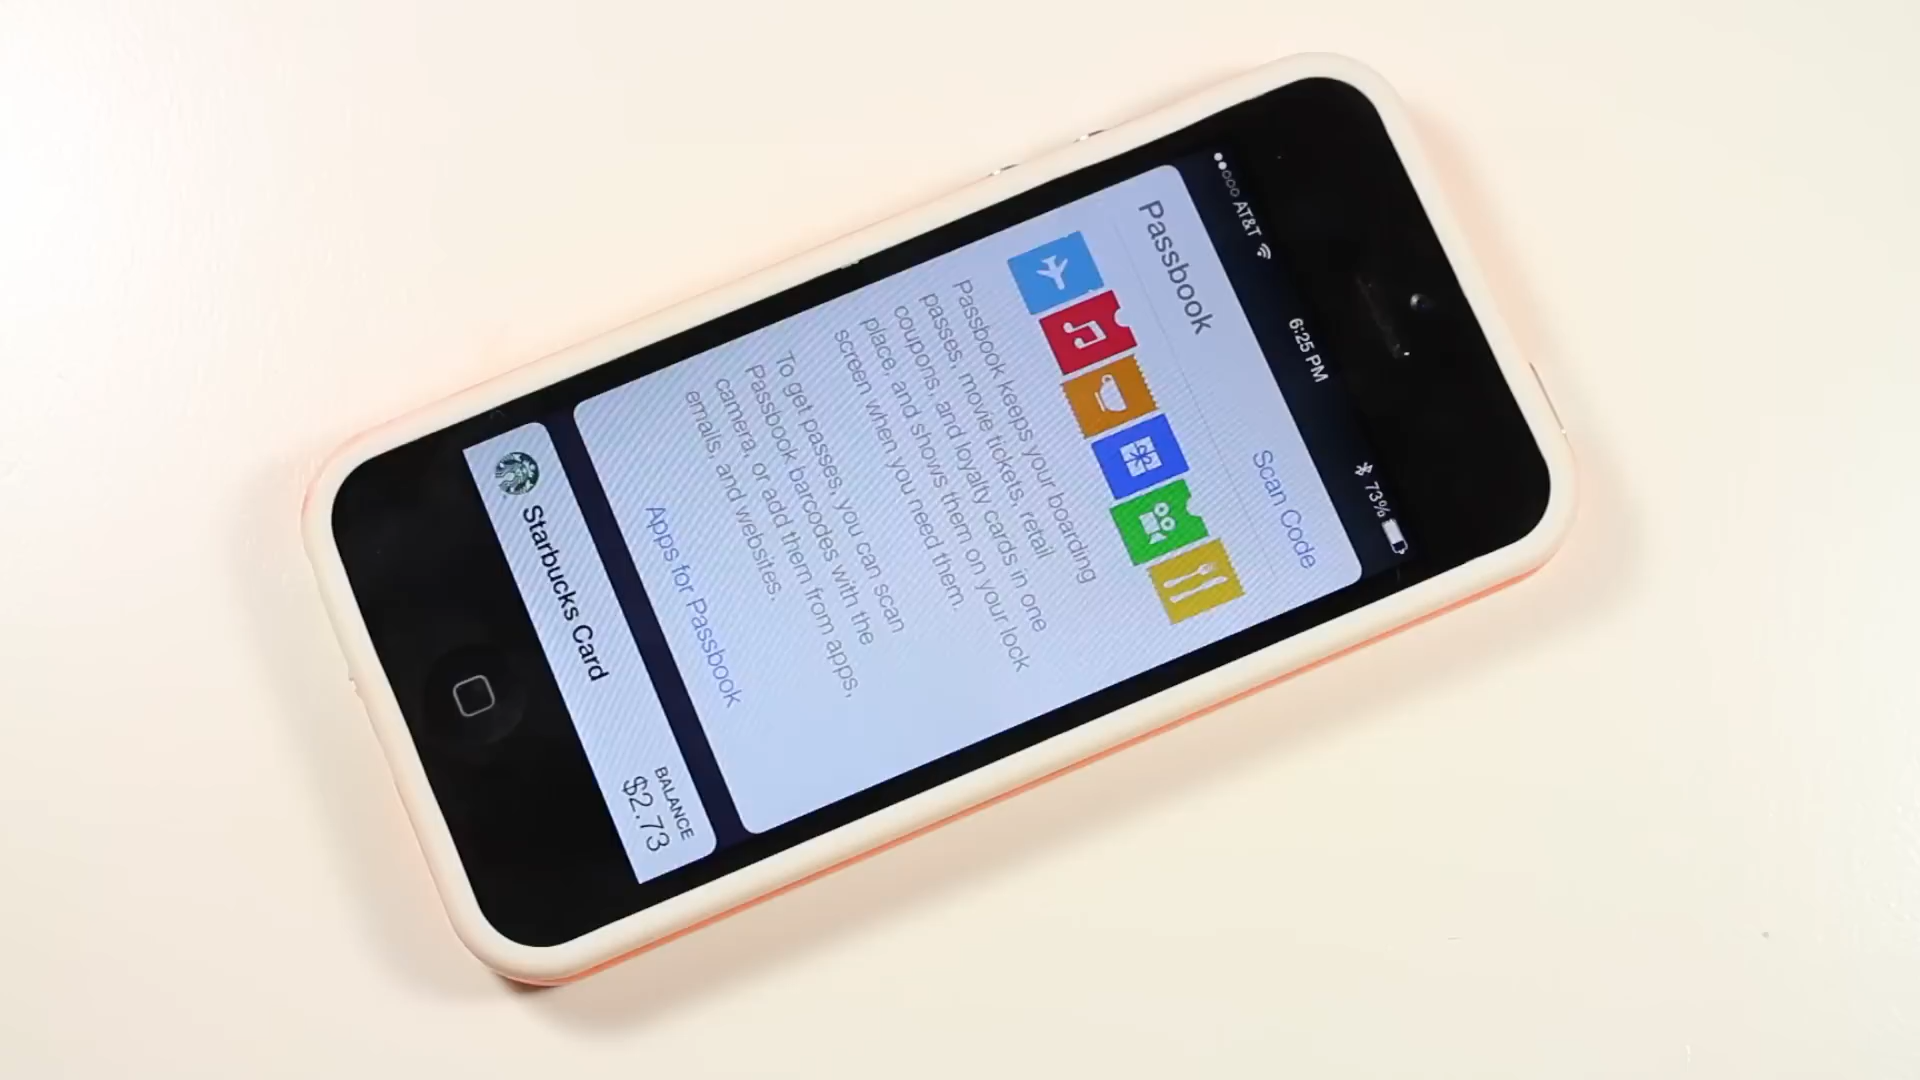 AT&T
6:25 PM
73%
Passbook
Scan Code
Passbook keeps your boarding
passes, movie tickets, retail
coupons, and loyalty cards in one
place, and shows them on your lock
screen when you need them.
To get passes, you can scan
Passbook barcodes with the
camera, or add them from apps,
emails, and websites.
Apps for Passbook
Starbucks Card
BALANCE
$2.73